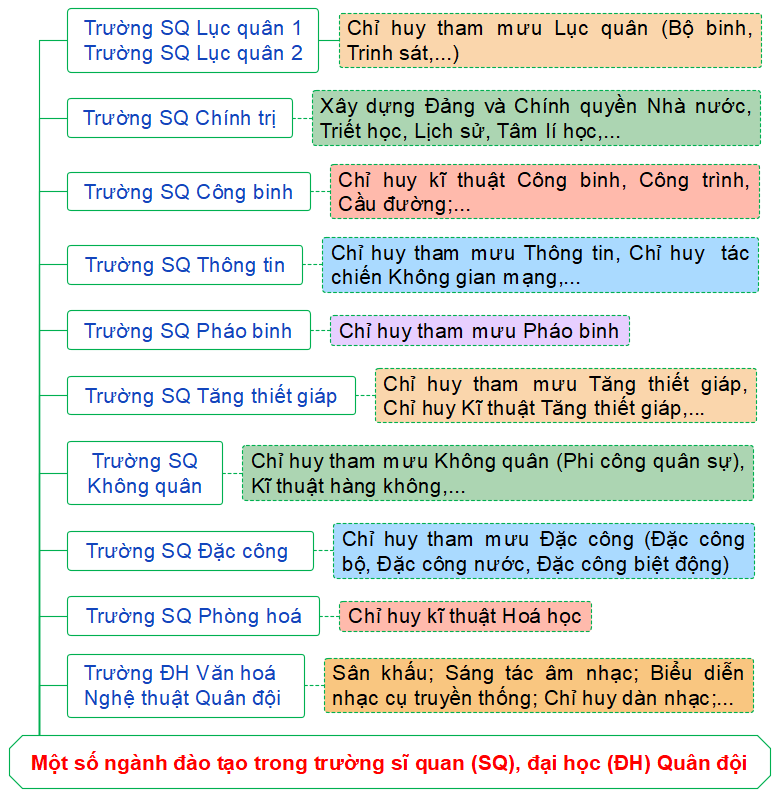 Trường SQ Lục quân 1
Trường SQ Lục quân 2
Chỉ huy tham mưu Lục quân (Bộ binh,
Trinh sát,...)
Trường SQ Chính trị
Xây dựng Đảng và Chính quyền Nhà nước,
Triết học, Lịch sử, Tâm lí học,...
Trường SQ Công binh
Chỉ huy kĩ thuật Công binh, Công trình,
Cầu đường;...
Trường SQ Thông tin
Chỉ huy tham mưu Thông tin, Chỉ huy tác
chiến Không gian mạng,...
Trường SQ Pháo binh
Chỉ huy tham mưu Pháo binh
Trường SQ Tăng thiết giáp
Chỉ huy tham mưu Tăng thiết giáp,
Chỉ huy Kĩ thuật Tăng thiết giáp,...
Trường SQ
Không quân
Chỉ huy tham mưu Không quân (Phi công quân sự),
Kĩ thuật hàng không,...
Trường SQ Đặc công
Chỉ huy tham mưu Đặc công (Đặc công
bộ, Đặc công nước, Đặc công biệt động)
Trường SQ Phòng hoá
Chỉ huy kĩ thuật Hoá học
Trường ĐH Văn hoá
Nghệ thuật Quân đội
Sân khấu; Sáng tác âm nhạc; Biểu diễn
nhạc cụ truyền thống; Chỉ huy dàn nhạc;...
Một số ngành đào tạo trong trường sĩ quan (SQ), đại học (ĐH) Quân đội